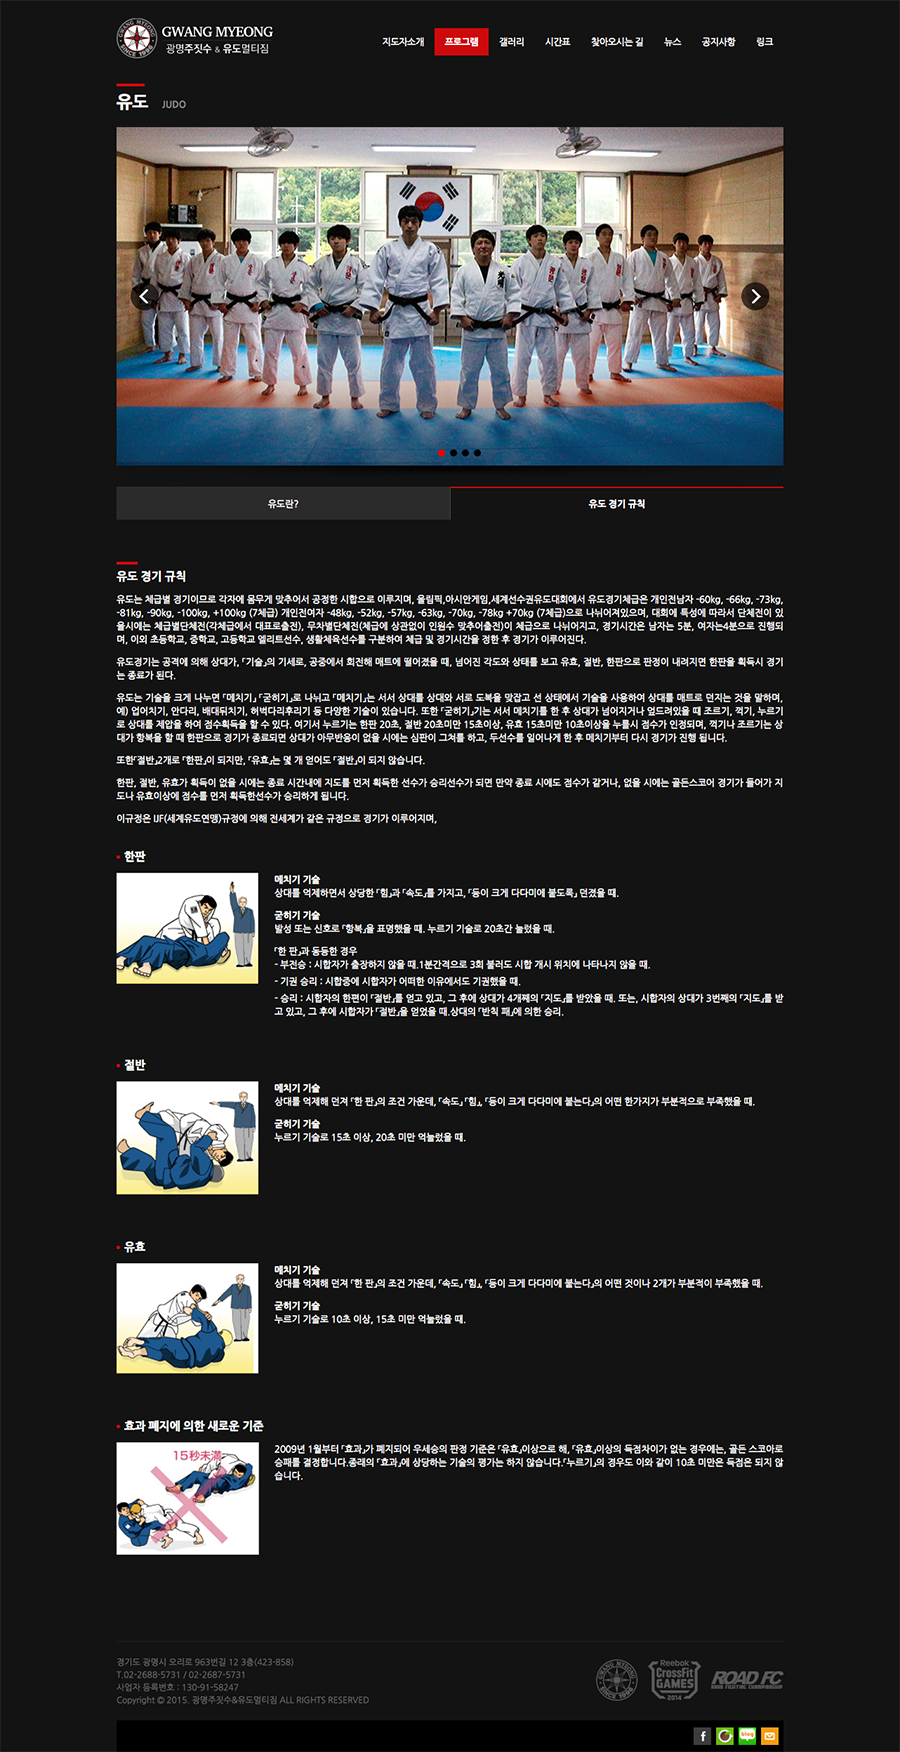 GWANG MYEONG
SINCE 1996
GWANG MYEONG
광명주짓수 & 유도멀티짐
지도자소개 프로그램 갤러리 시간표 찾아오시는 길 뉴스 공지사항 링크
유도 JUDO
유도란?
유도 경기 규칙
유도 경기 규칙
유도는 체급별 경기이므로 각자에 몸무게 맞추어서 공정한 시합으로 이루지며, 올림픽,아시안게임,세계선수권유도대회에서 유도경기체급은 개인전남자 -60kg, -66kg, -73kg,
-81kg, -90kg, -100kg, +100kg (7체급) 개인전여자 -48kg, -52kg, -57kg, -63kg, -70kg, -78kg +70kg (7체급)으로 나뉘어져있으며, 대회에 특성에 따라서 단체전이 있
을시에는 체급별단체전(각체급에서 대표로출전), 무차별단체전(체급에 상관없이 인원수 맞추어출전)이 체급으로 나뉘어지고, 경기시간은 남자는 5분, 여자는4분으로 진행되
며, 이외 초등학교, 중학교, 고등학교 엘리트선수, 생활체육선수를 구분하여 체급 및 경기시간을 정한 후 경기가 이루어진다.
유도경기는 공격에 의해 상대가, 「기술」의 기세로, 공중에서 회전해 매트에 떨어졌을 때, 넘어진 각도와 상태를 보고 유효, 절반, 한판으로 판정이 내려지면 한판을 획득시 경기
는 종료가 된다.
유도는 기술을 크게 나누면 「메치기」 「굳히기」로 나뉘고 「메치기」는 서서 상대를 상대와 서로 도복을 맞잡고 선 상태에서 기술을 사용하여 상대를 매트로 던지는 것을 말하며,
예) 업어치기, 안다리, 배대뒤치기, 허벅다리후리기 등 다양한 기술이 있습니다. 또한 「굳히기」기는 서서 메치기를 한 후 상대가 넘어지거나 엎드려있을 때 조르기, 꺽기, 누르기
로 상대를 제압을 하여 점수획득을 할 수 있다. 여기서 누르기는 한판 20초, 절반 20초미만 15초이상, 유효 15초미만 10초이상을 누를시 점수가 인정되며, 꺽기나 조르기는 상
대가 항복을 할 때 한판으로 경기가 종료되면 상대가 아무반응이 없을 시에는 심판이 그쳐를 하고, 두선수를 일어나게 한 후 메치기부터 다시 경기가 진행 됩니다.
또한「절반」2개로 「한판」이 되지만, 「유효」는 몇 개 얻어도 「절반」이 되지 않습니다.
한판, 절반, 유효가 획득이 없을 시에는 종료 시간내에 지도를 먼저 획득한 선수가 승리선수가 되면 만약 종료 시에도 점수가 같거나, 없을 시에는 골든스코어 경기가 들어가 지
도나 유효이상에 점수를 먼저 획득한선수가 승리하게 됩니다.
이규정은 IJF(세계유도연맹)규정에 의해 전세계가 같은 규정으로 경기가 이루어지며,
한판
메치기 기술
상대를 억제하면서 상당한 「힘」과 「속도」를 가지고, 「등이 크게 다다미에 붙도록」 던졌을 때.
굳히기 기술
발성 또는 신호로 「항복」을 표명했을 때. 누르기 기술로 20초간 눌렀을 때.
「한 판」과 동등한 경우
- 부전승 : 시합자가 출장하지 않을 때.1분간격으로 3회 불러도 시합 개시 위치에 나타나지 않을 때.
- 기권 승리 : 시합중에 시합자가 어떠한 이유에서도 기권했을 때.
- 승리 : 시합자의 한편이 「절반」를 얻고 있고, 그 후에 상대가 4개째의 「지도」를 받았을 때. 또는, 시합자의 상대가 3번째의 「지도」를 받
고 있고, 그 후에 시합자가 「절반」을 얻었을 때.상대의 「반칙 패」에 의한 승리.
절반
메치기 기술
상대를 억제해 던져 「한 판」의 조건 가운데, 「속도」 「힘」, 「등이 크게 다다미에 붙는다」의 어떤 한가지가 부분적으로 부족했을 때.
굳히기 기술
누르기 기술로 15초 이상, 20초 미만 억눌렀을 때.
유효
메치기 기술
상대를 억제해 던져 「한 판」의 조건 가운데, 「속도」 「힘」, 「등이 크게 다다미에 붙는다」의 어떤 것이나 2개가 부분적이 부족했을 때.
굳히기 기술
누르기 기술로 10초 이상, 15초 미만 억눌렀을 때.
효과 폐지에 의한 새로운 기준
15秒未満
2009년 1월부터 「효과」가 폐지되어 우세승의 판정 기준은 「유효」이상으로 해, 「유효」이상의 득점차이가 없는 경우에는, 골든 스코아로
승패를 결정합니다.종래의 「효과」에 상당하는 기술의 평가는 하지 않습니다.「누르기」의 경우도 이와 같이 10초 미만은 득점은 되지 않
습니다.
경기도 광명시 오리로 963번길 12 3층(423-858)
T.02-2688-5731 / 02-2687-5731
사업자 등록번호 : 130-91-58247
Copyright © 2015. 광명주짓수&유도멀티짐 ALL RIGHTS RESERVED
GWANG MYEONG
SINCE 1996
Reebok
CrossFit
GAMES
2014
ROAD FC
ROAD FIGHTING CHAMPIONSHIP
f
blog